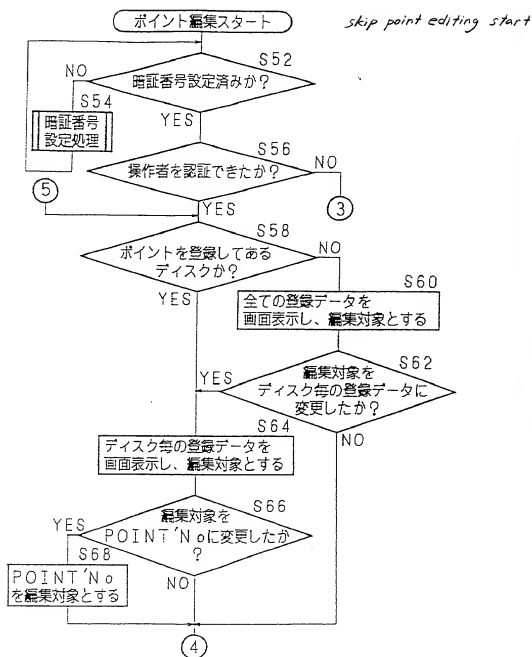 ポイント編集スタート
skip point editing start
S52
NO
暗証番号設定済みか？
S54
YES
暗証番号
設定処理
S56
操作者を認証できたか？
NO
⑤
③
YES
S58
ポイントを登録してある
ディスクか？
NO
YES
S60
全ての登録データを
画面表示し、編集対象とする
S62
YES
編集対象を
ディスク毎の登録データに
変更したか？
NO
S64
ディスク毎の登録データを
画面表示し、編集対象とする
S66
編集対象を
YES
POINT'Noに変更したか
？
S68
NO
POINT'No
を編集対象とする
④